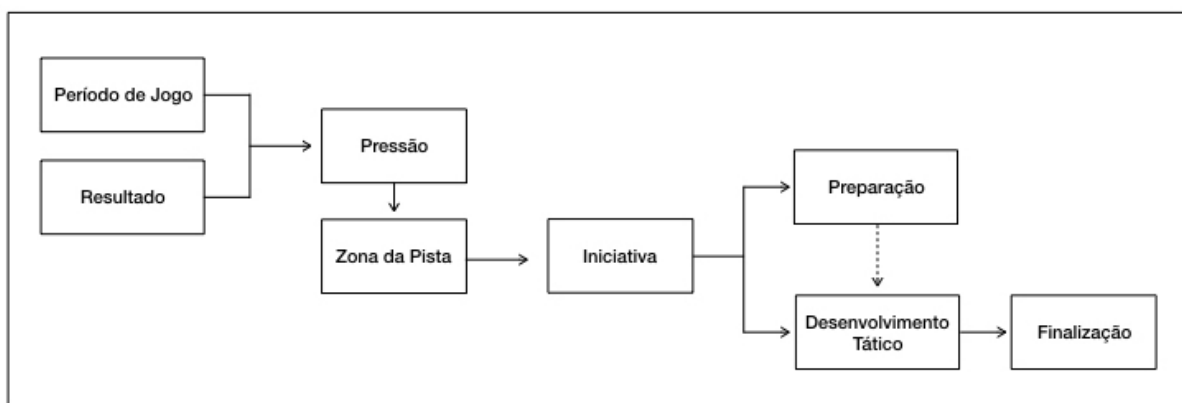 Período de Jogo
Resultado
Pressão
Zona da Pista
Iniciativa
Preparação
Desenvolvimento
Tático
Finalização